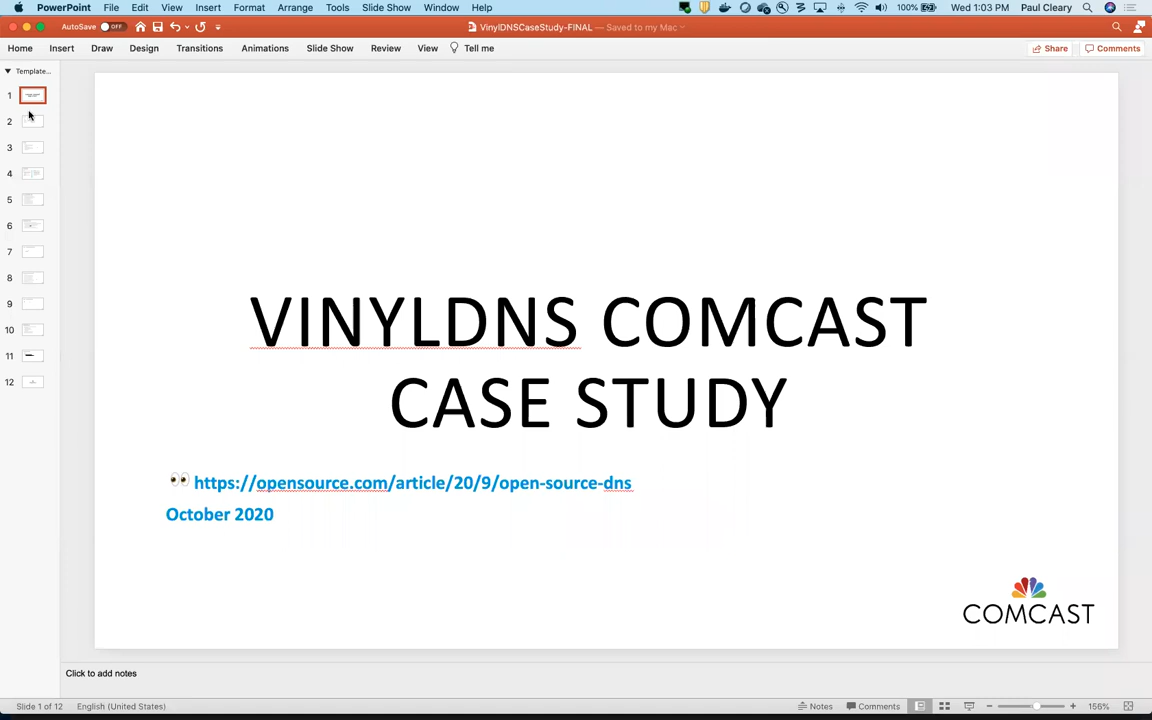 PowerPoint File Edit View Insert Format Arrange Tools Slide Show Window Help 100% Wed 1:03 PM Paul Cleary
AutoSave OFF VinylDNSCaseStudy-FINAL — Saved to my Mac
Home Insert Draw Design Transitions Animations Slide Show Review View Tell me Share Comments
Template...
1
2
3
4
5
6
7
8
9
10
11
12
VINYLDNS COMCAST
CASE STUDY
👀 https://opensource.com/article/20/9/open-source-dns
October 2020
COMCAST
Click to add notes
Slide 1 of 12 English (United States) Notes Comments 156%